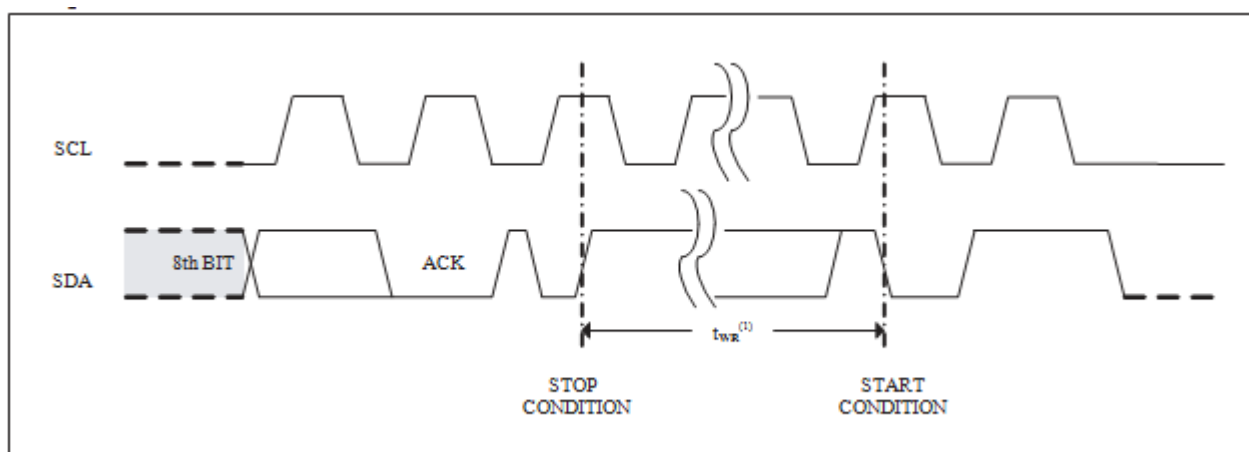 SCL
8th BIT
ACK
SDA
tWR(1)
STOP
CONDITION
START
CONDITION